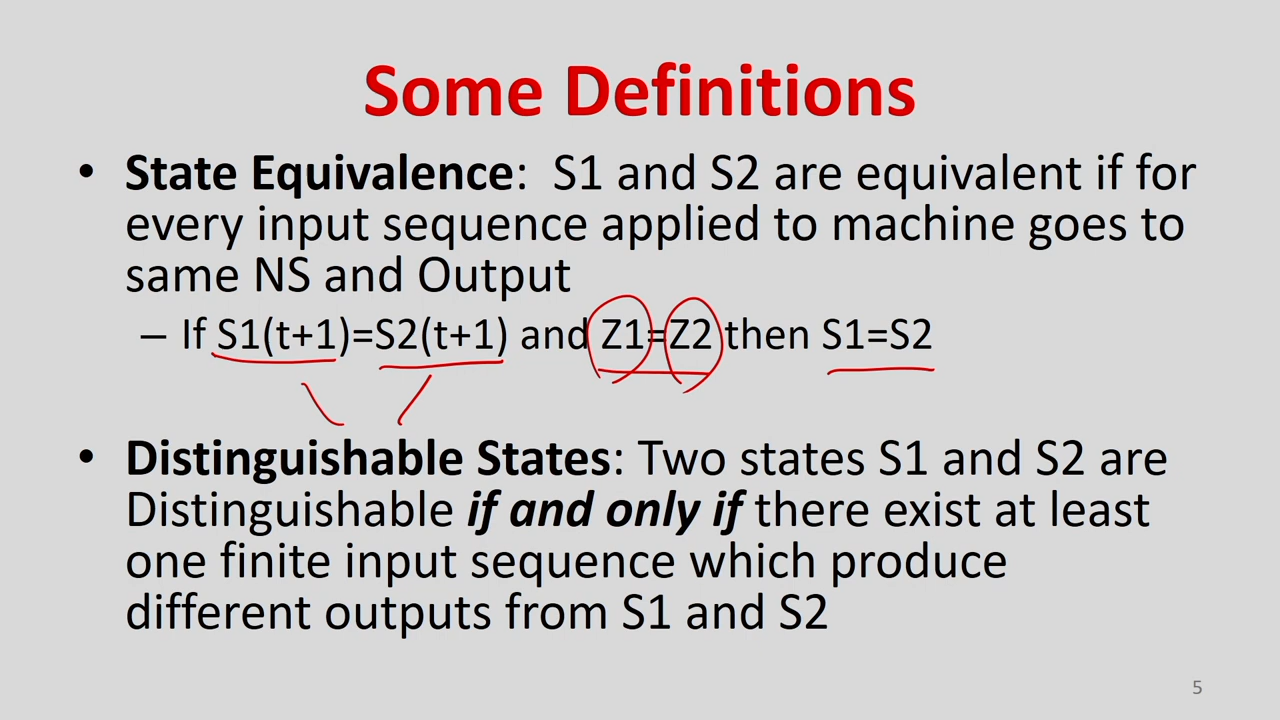 Some Definitions
• State Equivalence: S1 and S2 are equivalent if for
every input sequence applied to machine goes to
same NS and Output
– If S1(t+1)=S2(t+1) and Z1=Z2 then S1=S2
• Distinguishable States: Two states S1 and S2 are
Distinguishable if and only if there exist at least
one finite input sequence which produce
different outputs from S1 and S2
5